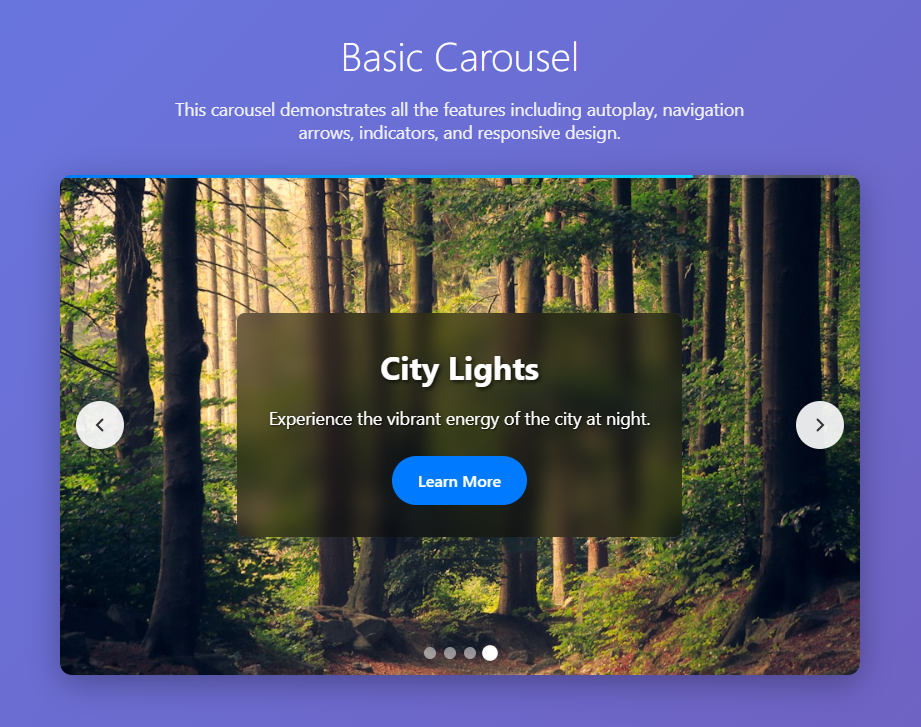 Basic Carousel
This carousel demonstrates all the features including autoplay, navigation
arrows, indicators, and responsive design.
City Lights
Experience the vibrant energy of the city at night.
Learn More